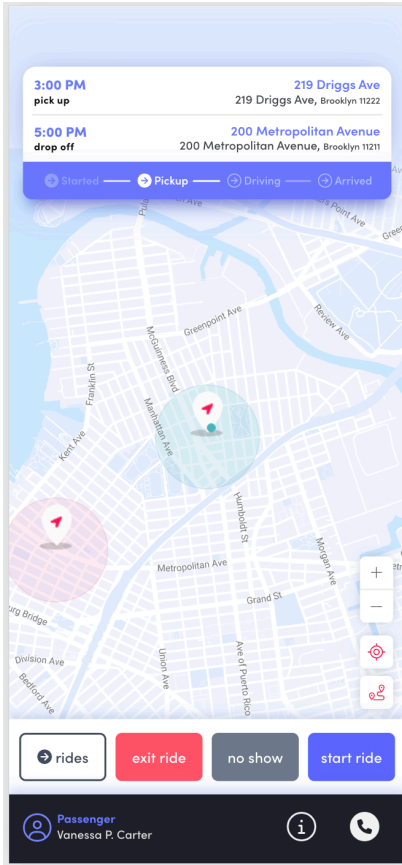 3:00 PM
219 Driggs Ave
pick up
219 Driggs Ave, Brooklyn 11222
5:00 PM
200 Metropolitan Avenue
drop off
200 Metropolitan Avenue, Brooklyn 11211
Started
Pickup
Driving
Arrived
Ave
Point Ave
Greenpoint Ave
Review Ave
McGuinness Blvd
Franklin St
Manhattan Ave
Kent Ave
Humboldt St
Morgan Ave
Metropolitan Ave
+
Grand St
−
Division Ave
Union Ave
Ave of Puerto Rico
Bedford Ave
rides
exit ride
no show
start ride
Passenger
Vanessa P. Carter
i